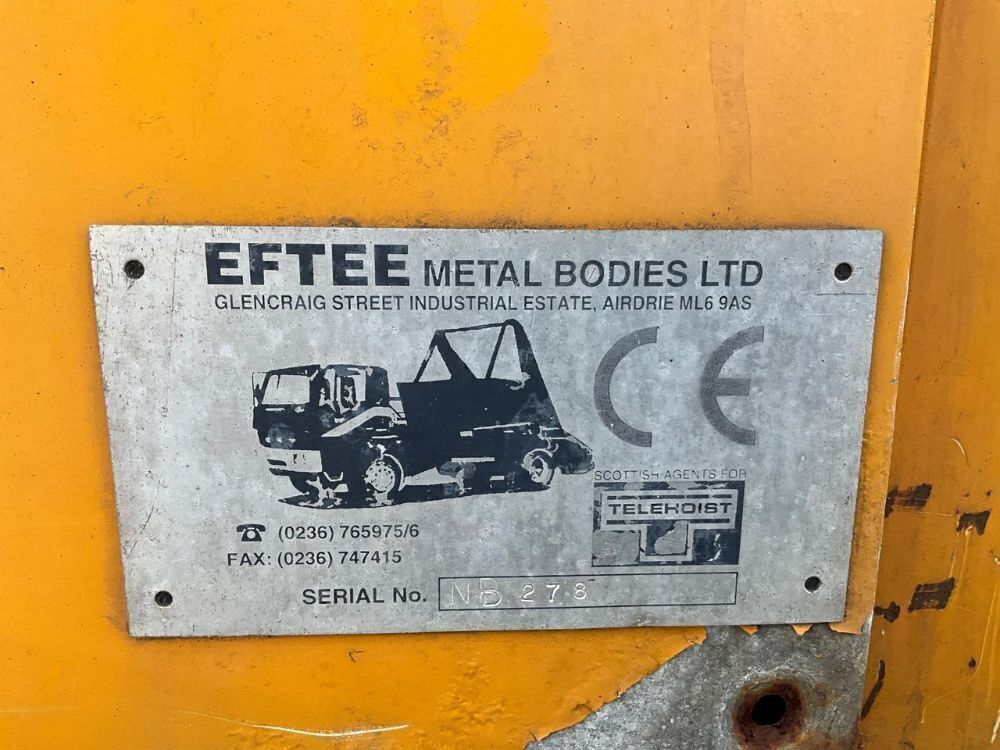 EFTEE METAL BODIES LTD
GLENCRAIG STREET INDUSTRIAL ESTATE, AIRDRIE ML6 9AS
CE
SCOTTISH AGENTS FOR
TELEHOIST
☎ (0236) 765975/6
FAX: (0236) 747415
SERIAL No. NB 278